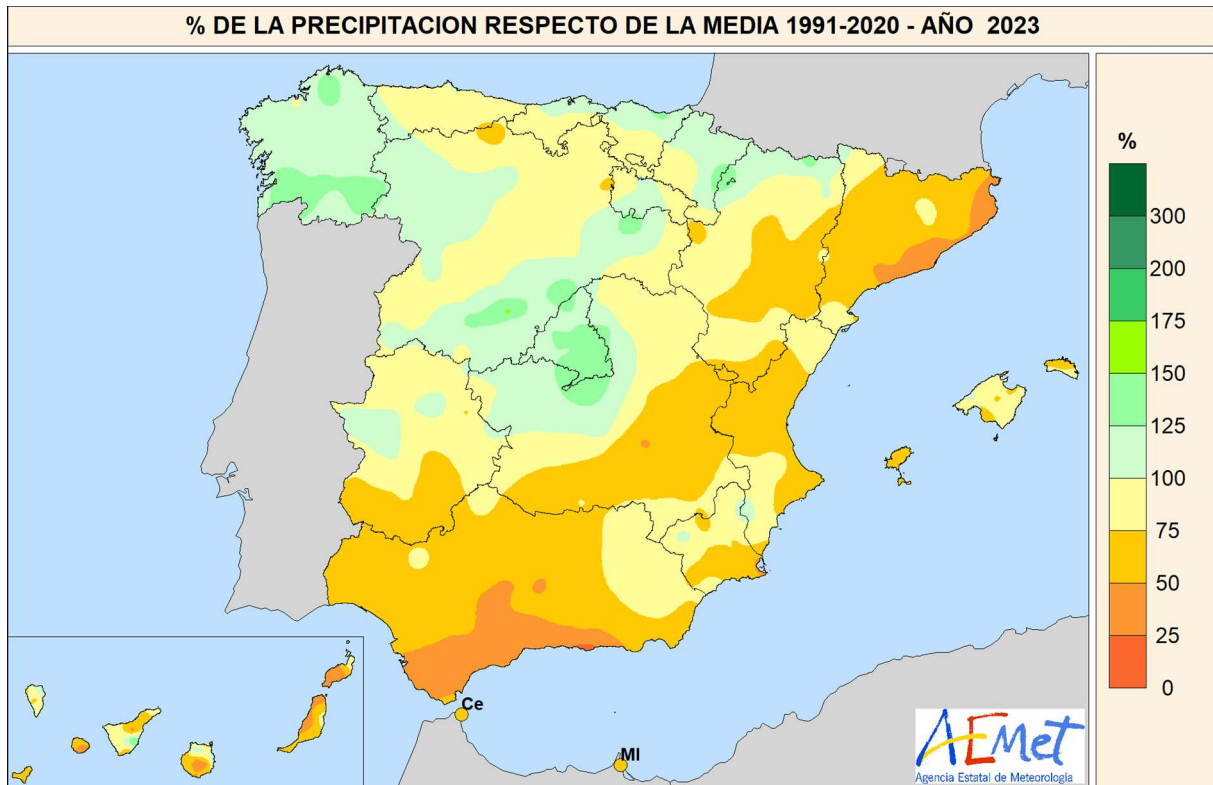 % DE LA PRECIPITACION RESPECTO DE LA MEDIA 1991-2020 - AÑO 2023
%
300
200
175
150
125
100
75
50
25
0
Ce
Ml
AEMet
Agencia Estatal de Meteorología